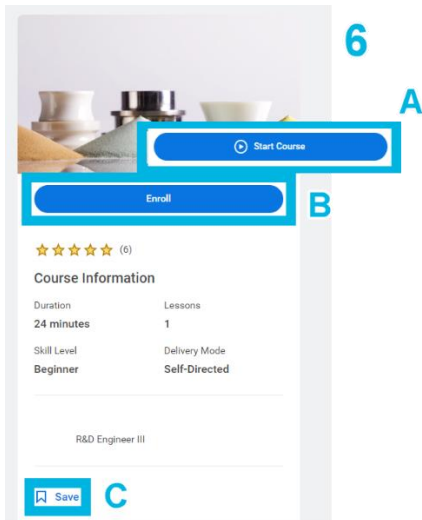 6
A
Start Course
Enroll
B
(6)
Course Information
Duration Lessons
24 minutes 1
Skill Level Delivery Mode
Beginner Self-Directed
R&D Engineer III
Save
C